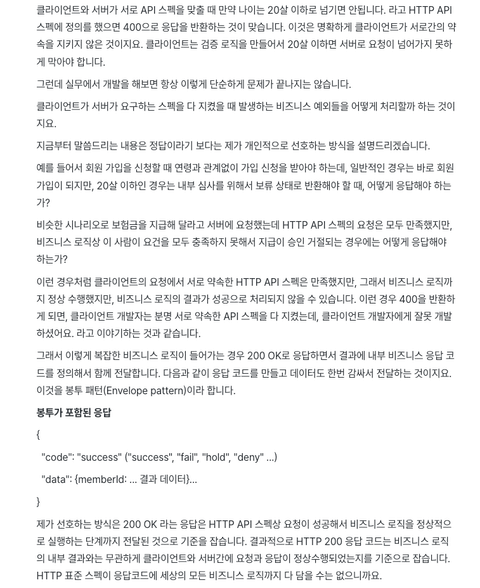 클라이언트와 서버가 서로 API 스펙을 맞출 때 만약 나이는 20살 이하로 넘기면 안됩니다. 라고 HTTP API
스펙에 정의를 했으면 400으로 응답을 반환하는 것이 맞습니다. 이것은 명확하게 클라이언트가 서로간의 약
속을 지키지 않은 것이지요. 클라이언트는 검증 로직을 만들어서 20살 이하면 서버로 요청이 넘어가지 못하
게 막아야 합니다.
그런데 실무에서 개발을 해보면 항상 이렇게 단순하게 문제가 끝나지는 않습니다.
클라이언트가 서버가 요구하는 스펙을 다 지켰을 때 발생하는 비즈니스 예외들을 어떻게 처리할까 하는 것이
지요.
지금부터 말씀드리는 내용은 정답이라기 보다는 제가 개인적으로 선호하는 방식을 설명드리겠습니다.
예를 들어서 회원 가입을 신청할 때 연령과 관계없이 가입 신청을 받아야 하는데, 일반적인 경우는 바로 회원
가입이 되지만, 20살 이하인 경우는 내부 심사를 위해서 보류 상태로 반환해야 할 때, 어떻게 응답해야 하는
가?
비슷한 시나리오로 보험금을 지급해 달라고 서버에 요청했는데 HTTP API 스펙의 요청은 모두 만족했지만,
비즈니스 로직상 이 사람이 요건을 모두 충족하지 못해서 지급이 승인 거절되는 경우에는 어떻게 응답해야
하는가?
이런 경우처럼 클라이언트의 요청에서 서로 약속한 HTTP API 스펙은 만족했지만, 그래서 비즈니스 로직까
지 정상 수행했지만, 비즈니스 로직의 결과가 성공으로 처리되지 않을 수 있습니다. 이런 경우 400을 반환하
게 되면, 클라이언트 개발자는 분명 서로 약속한 API 스펙을 다 지켰는데, 클라이언트 개발자에게 잘못 개발
하셨어요. 라고 이야기하는 것과 같습니다.
그래서 이렇게 복잡한 비즈니스 로직이 들어가는 경우 200 OK로 응답하면서 결과에 내부 비즈니스 응답 코
드를 정의해서 함께 전달합니다. 다음과 같이 응답 코드를 만들고 데이터도 한번 감싸서 전달하는 것이지요.
이것을 봉투 패턴(Envelope pattern)이라 합니다.
봉투가 포함된 응답
{
"code": "success" ("success", "fail", "hold", "deny" ...)
"data": {memberId: ... 결과 데이터}...
}
제가 선호하는 방식은 200 OK 라는 응답은 HTTP API 스펙상 요청이 성공해서 비즈니스 로직을 정상적으
로 실행하는 단계까지 전달된 것으로 기준을 잡습니다. 결과적으로 HTTP 200 응답 코드는 비즈니스 로직
의 내부 결과와는 무관하게 클라이언트와 서버간에 요청과 응답이 정상수행되었는지를 기준으로 잡습니다.
HTTP 표준 스펙이 응답코드에 세상의 모든 비즈니스 로직까지 다 담을 수는 없으니까요.